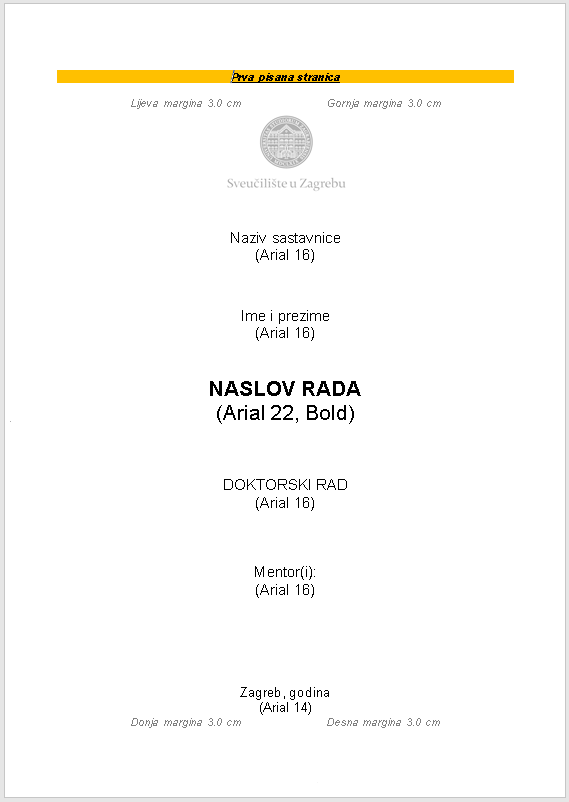 Prva pisana stranica
Lijeva margina 3.0 cm Gornja margina 3.0 cm
Sveučilište u Zagrebu
Naziv sastavnice
(Arial 16)
Ime i prezime
(Arial 16)
NASLOV RADA
(Arial 22, Bold)
DOKTORSKI RAD
(Arial 16)
Mentor(i):
(Arial 16)
Zagreb, godina
(Arial 14)
Donja margina 3.0 cm Desna margina 3.0 cm